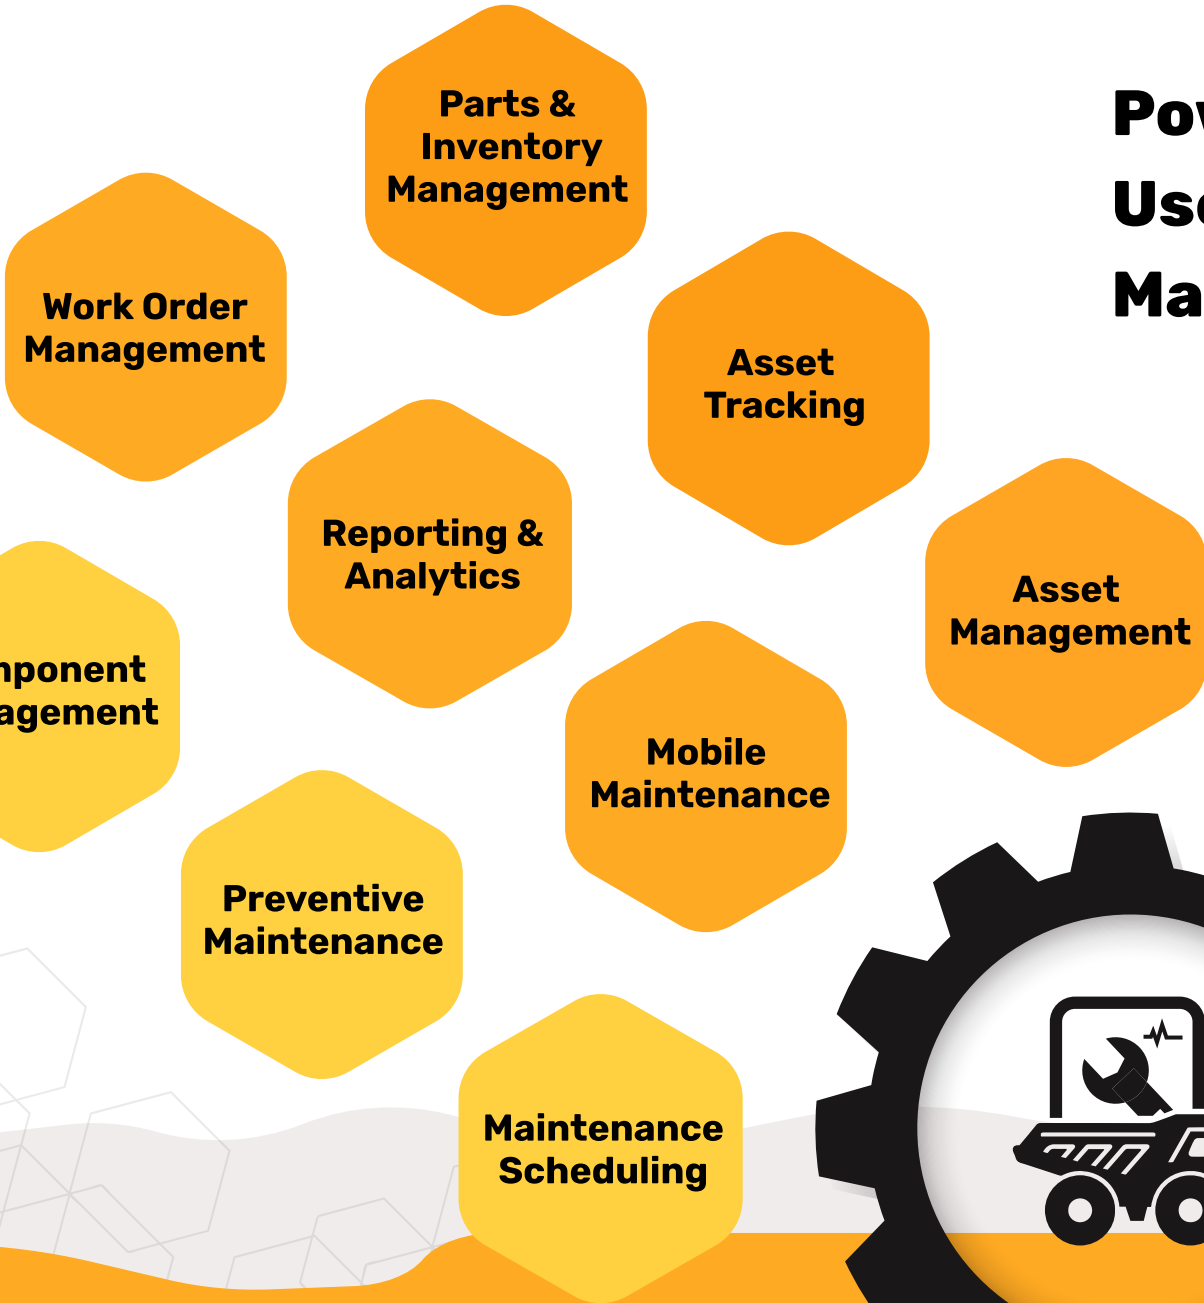 Parts &
Inventory
Management
Work Order
Management
Asset
Tracking
Reporting &
Analytics
Asset
Management
Mobile
Maintenance
Preventive
Maintenance
Maintenance
Scheduling